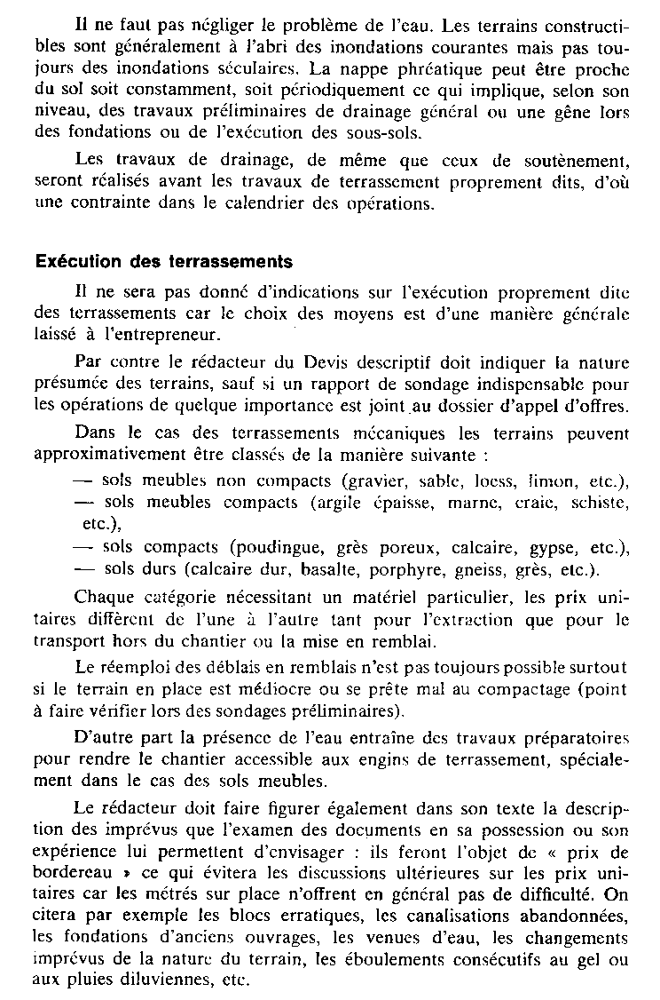 Il ne faut pas négliger le problème de l'eau. Les terrains constructi-
bles sont généralement à l'abri des inondations courantes mais pas tou-
jours des inondations séculaires. La nappe phréatique peut être proche
du sol soit constamment, soit périodiquement ce qui implique, selon son
niveau, des travaux préliminaires de drainage général ou une gêne lors
des fondations ou de l'exécution des sous-sols.
Les travaux de drainage, de même que ceux de soutènement,
seront réalisés avant les travaux de terrassement proprement dits, d'où
une contrainte dans le calendrier des opérations.
Exécution des terrassements
Il ne sera pas donné d'indications sur l'exécution proprement dite
des terrassements car le choix des moyens est d'une manière générale
laissé à l'entrepreneur.
Par contre le rédacteur du Devis descriptif doit indiquer la nature
présumée des terrains, sauf si un rapport de sondage indispensable pour
les opérations de quelque importance est joint au dossier d'appel d'offres.
Dans le cas des terrassements mécaniques les terrains peuvent
approximativement être classés de la manière suivante :
— sols meubles non compacts (gravier, sable, loess, limon, etc.),
— sols meubles compacts (argile épaisse, marne, craie, schiste,
etc.),
— sols compacts (poudingue, grès poreux, calcaire, gypse, etc.),
— sols durs (calcaire dur, basalte, porphyre, gneiss, grès, etc.).
Chaque catégorie nécessitant un matériel particulier, les prix uni-
taires diffèrent de l'une à l'autre tant pour l'extraction que pour le
transport hors du chantier ou la mise en remblai.
Le réemploi des déblais en remblais n'est pas toujours possible surtout
si le terrain en place est médiocre ou se prête mal au compactage (point
à faire vérifier lors des sondages préliminaires).
D'autre part la présence de l'eau entraîne des travaux préparatoires
pour rendre le chantier accessible aux engins de terrassement, spéciale-
ment dans le cas des sols meubles.
Le rédacteur doit faire figurer également dans son texte la descrip-
tion des imprévus que l'examen des documents en sa possession ou son
expérience lui permettent d'envisager : ils feront l'objet de « prix de
bordereau » ce qui évitera les discussions ultérieures sur les prix uni-
taires car les métrés sur place n'offrent en général pas de difficulté. On
citera par exemple les blocs erratiques, les canalisations abandonnées,
les fondations d'anciens ouvrages, les venues d'eau, les changements
imprévus de la nature du terrain, les éboulements consécutifs au gel ou
aux pluies diluviennes, etc.